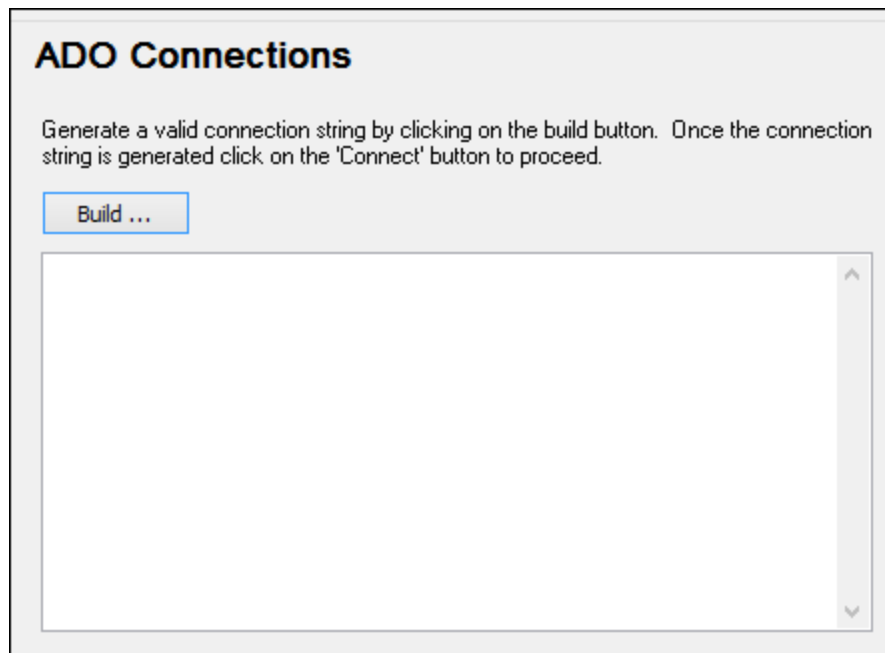 ADO Connections
Generate a valid connection string by clicking on the build button.  Once the connection
string is generated click on the 'Connect' button to proceed.
Build ...